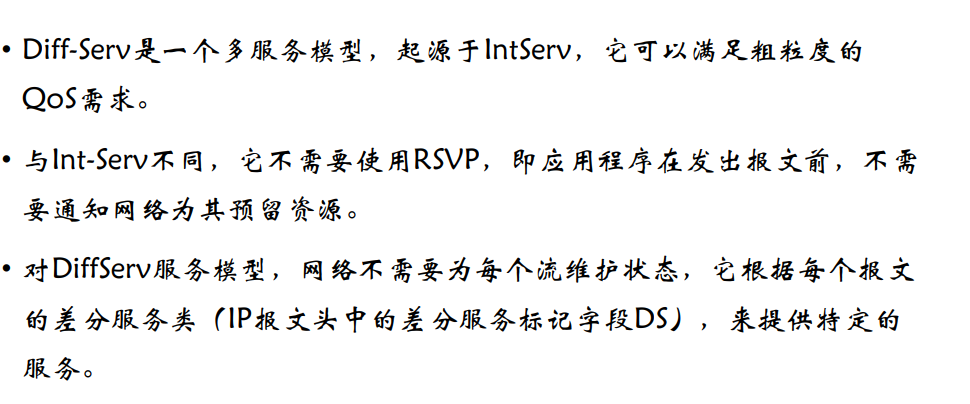 • Diff-Serv是一个多服务模型，起源于IntServ，它可以满足粗粒度的
QoS需求。
• 与Int-Serv不同，它不需要使用RSVP，即应用程序在发出报文前，不需
要通知网络为其预留资源。
• 对DiffServ服务模型，网络不需要为每个流维护状态，它根据每个报文
的差分服务类（IP报文头中的差分服务标记字段DS），来提供特定的
服务。